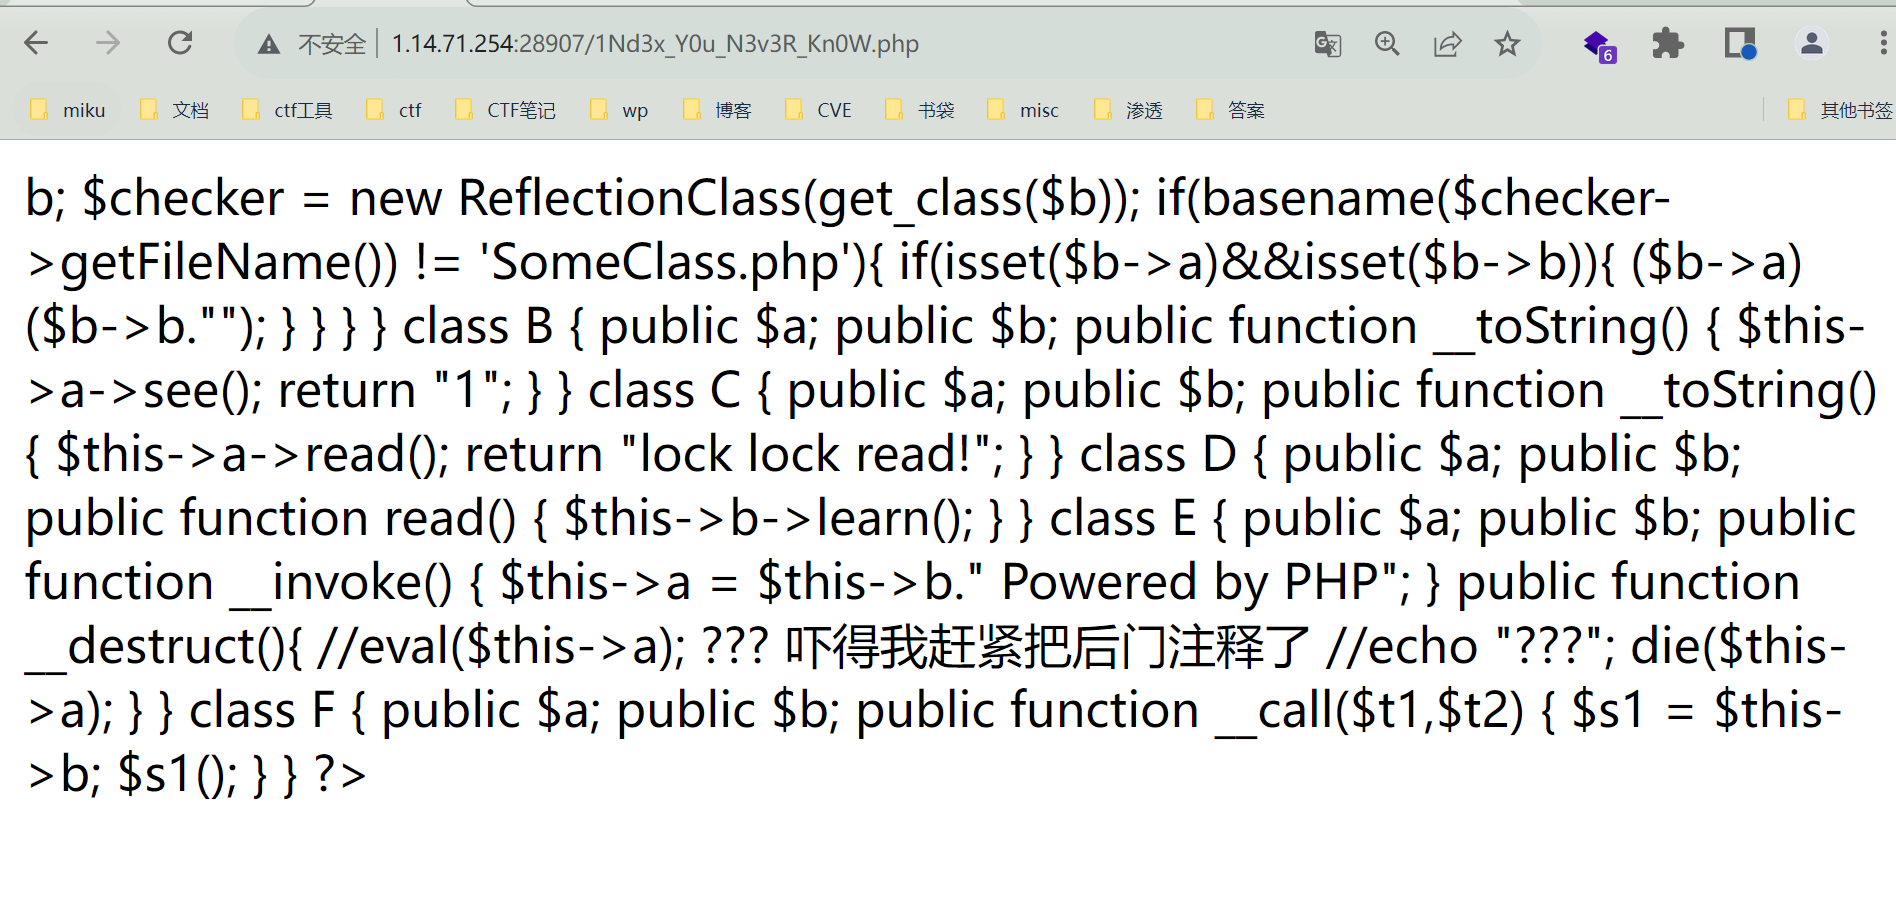 不安全 1.14.71.254:28907/1Nd3x_Y0u_N3v3R_Kn0W.php
6
miku 文档 ctf工具 ctf CTF笔记 wp 博客 CVE 书袋 misc 渗透 答案 其他书签
b; $checker = new ReflectionClass(get_class($b)); if(basename($checker-
>getFileName()) != 'SomeClass.php'){ if(isset($b->a)&&isset($b->b)){ ($b->a)
($b->b.""); } } } } class B { public $a; public $b; public function __toString() { $this-
>a->see(); return "1"; } } class C { public $a; public $b; public function __toString()
{ $this->a->read(); return "lock lock read!"; } } class D { public $a; public $b;
public function read() { $this->b->learn(); } } class E { public $a; public $b; public
function __invoke() { $this->a = $this->b." Powered by PHP"; } public function
__destruct(){ //eval($this->a); ??? 吓得我赶紧把后门注释了 //echo "???"; die($this-
>a); } } class F { public $a; public $b; public function __call($t1,$t2) { $s1 = $this-
>b; $s1(); } } ?>